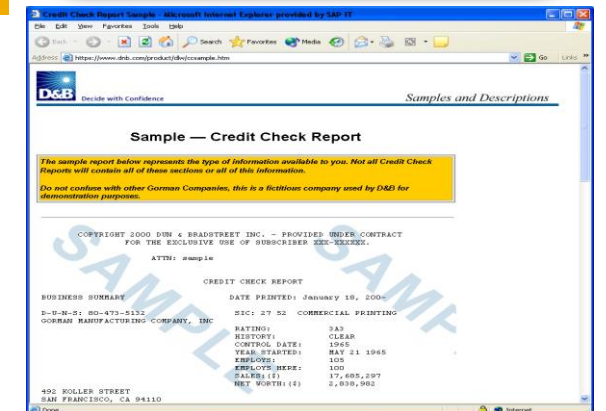 Credit Check Report Sample - Microsoft Internet Explorer provided by SAP IT
File Edit View Favorites Tools Help
Back Search Favorites Media
Address https://www.dnb.com/product/dlw/ccsample.htm Go Links »
D&B Decide with Confidence Samples and Descriptions
Sample — Credit Check Report
The sample report below represents the type of information available to you. Not all Credit Check
Reports will contain all of these sections or all of this information.
Do not confuse with other Gorman Companies, this is a fictitious company used by D&B for
demonstration purposes.
COPYRIGHT 2000 DUN & BRADSTREET INC. - PROVIDED UNDER CONTRACT
FOR THE EXCLUSIVE USE OF SUBSCRIBER XXX-XXXXXX.
ATTN: sample
CREDIT CHECK REPORT
BUSINESS SUMMARY DATE PRINTED: January 18, 200-
D-U-N-S: 80-473-5132 SIC: 27 52 COMMERCIAL PRINTING
GORMAN MANUFACTURING COMPANY, INC
RATING: 3A3
HISTORY: CLEAR
CONTROL DATE: 1965
YEAR STARTED: MAY 21 1965
EMPLOYS: 105
EMPLOYS HERE: 100
SALES:($) 17,685,297
NET WORTH:($) 2,838,982
492 KOLLER STREET
SAN FRANCISCO, CA 94110
SAMPLE
SAMPLE
Done Internet